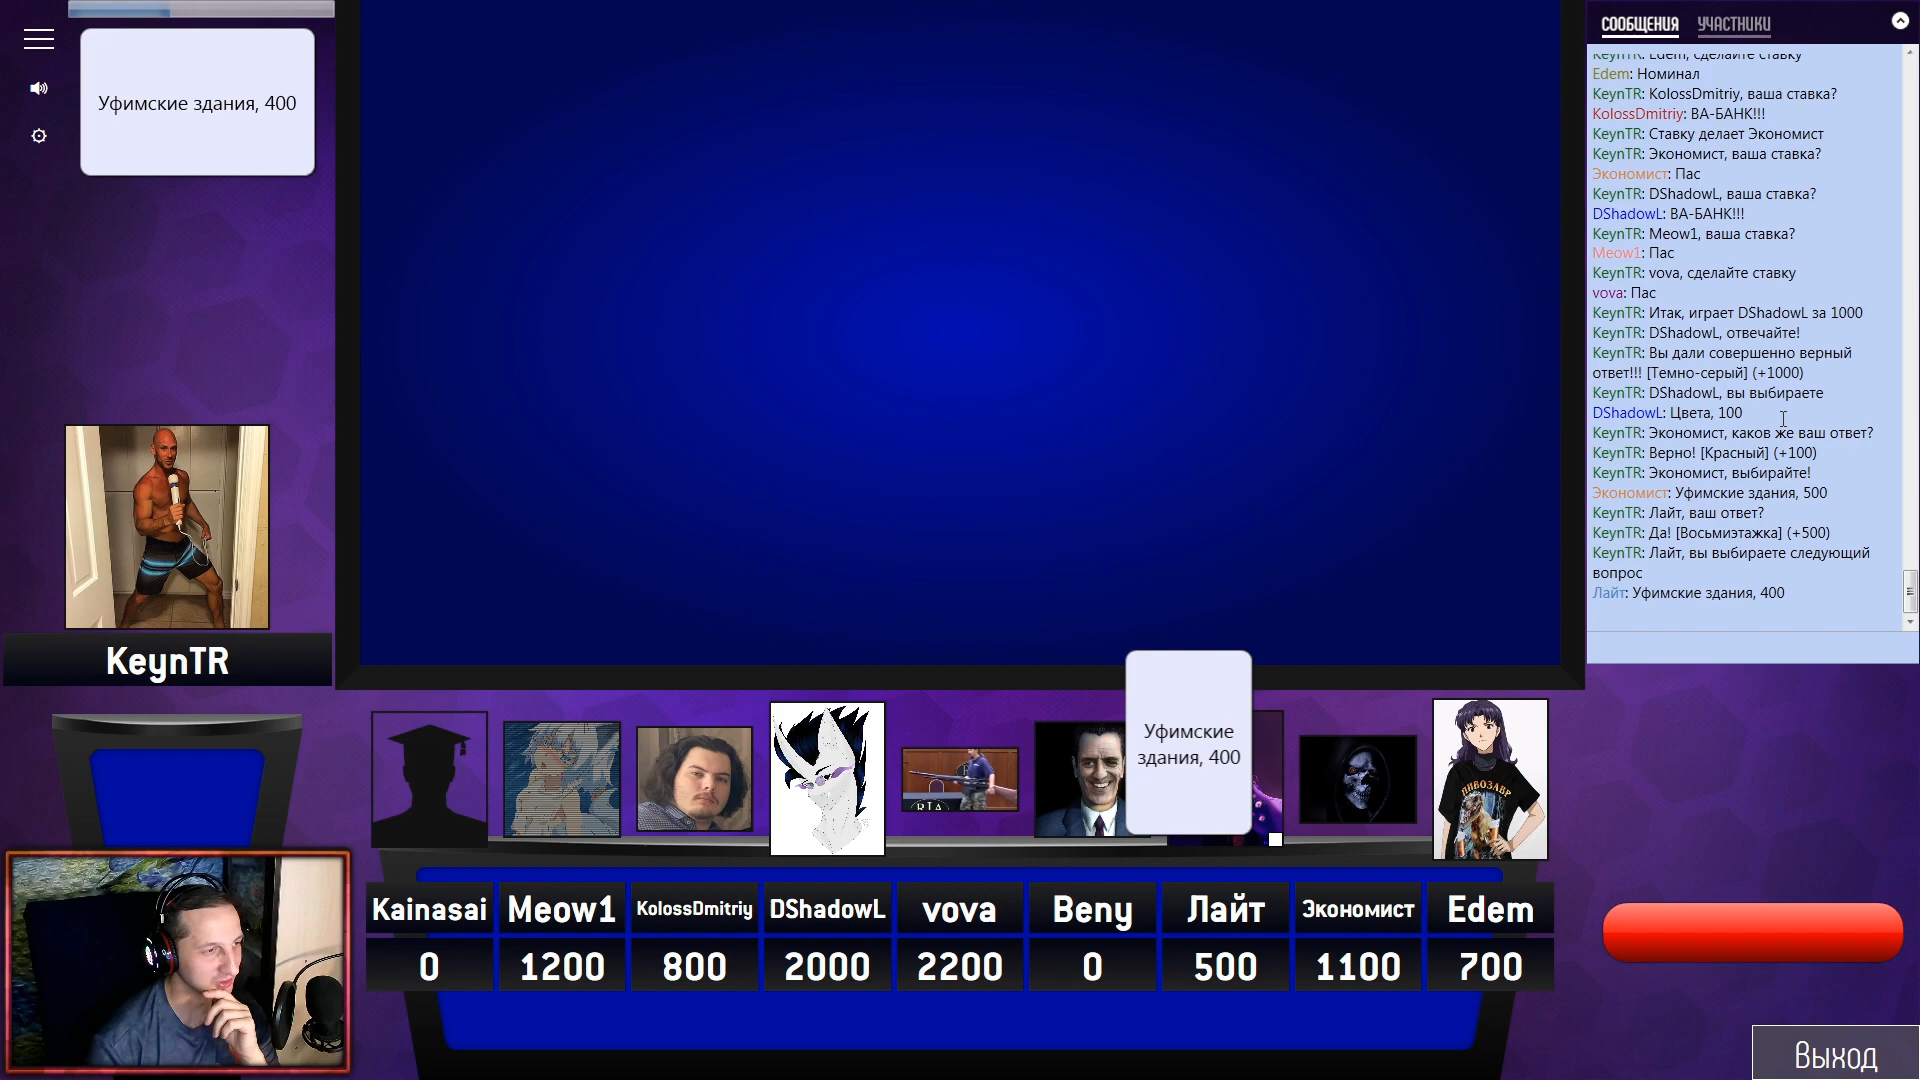 Уфимские здания, 400
KeynTR
СООБЩЕНИЯ УЧАСТНИКИ
KeynTR: Edem, сделайте ставку
Edem: Номинал
KeynTR: KolossDmitriy, ваша ставка?
KolossDmitriy: ВА-БАНК!!!
KeynTR: Ставку делает Экономист
KeynTR: Экономист, ваша ставка?
Экономист: Пас
KeynTR: DShadowL, ваша ставка?
DShadowL: ВА-БАНК!!!
KeynTR: Meow1, ваша ставка?
Meow1: Пас
KeynTR: vova, сделайте ставку
vova: Пас
KeynTR: Итак, играет DShadowL за 1000
KeynTR: DShadowL, отвечайте!
KeynTR: Вы дали совершенно верный
ответ!!! [Темно-серый] (+1000)
KeynTR: DShadowL, вы выбираете
DShadowL: Цвета, 100
KeynTR: Экономист, каков же ваш ответ?
KeynTR: Верно! [Красный] (+100)
KeynTR: Экономист, выбирайте!
Экономист: Уфимские здания, 500
KeynTR: Лайт, ваш ответ?
KeynTR: Да! [Восьмиэтажка] (+500)
KeynTR: Лайт, вы выбираете следующий
вопрос
Лайт: Уфимские здания, 400
Уфимские
здания, 400
ПИВОЗАВР
RIA
Kainasai Meow1 KolossDmitriy DShadowL vova Beny Лайт Экономист Edem
0 1200 800 2000 2200 0 500 1100 700
Выход